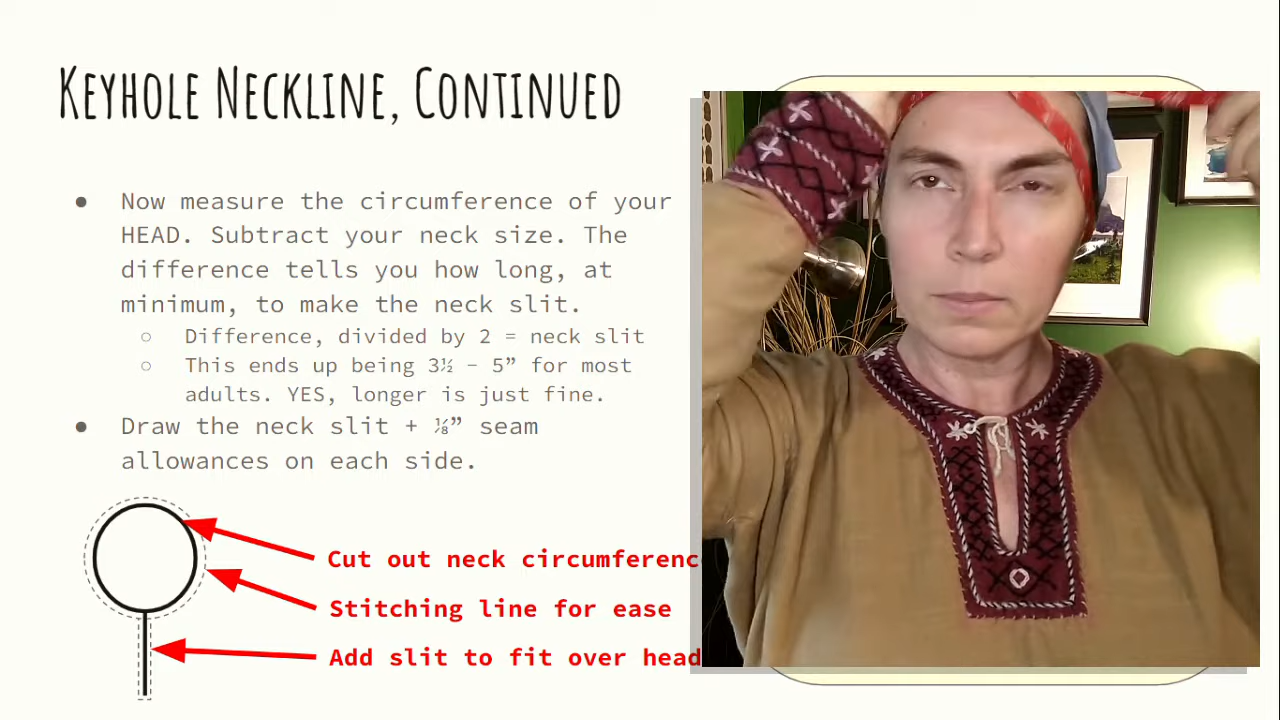 Keyhole Neckline, Continued
● Now measure the circumference of your
HEAD. Subtract your neck size. The
difference tells you how long, at
minimum, to make the neck slit.
○ Difference, divided by 2 = neck slit
○ This ends up being 3½ – 5” for most
adults. YES, longer is just fine.
● Draw the neck slit + ⅛” seam
allowances on each side.
Cut out neck circumferenc
Stitching line for ease
Add slit to fit over head